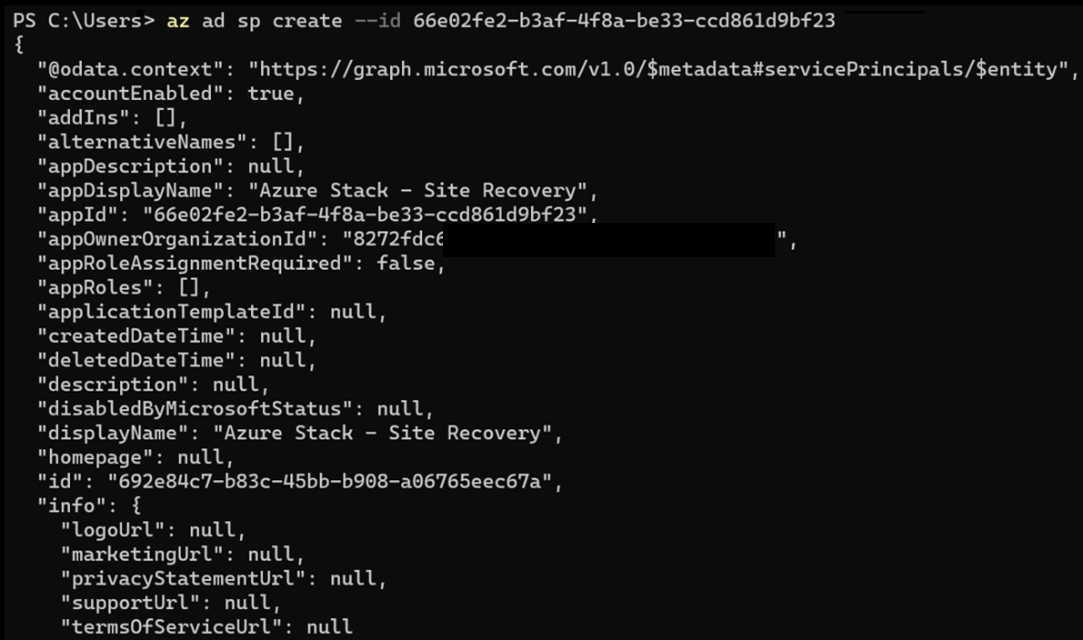 PS C:\Users> az ad sp create --id 66e02fe2-b3af-4f8a-be33-ccd861d9bf23
{
  "@odata.context": "https://graph.microsoft.com/v1.0/$metadata#servicePrincipals/$entity",
  "accountEnabled": true,
  "addIns": [],
  "alternativeNames": [],
  "appDescription": null,
  "appDisplayName": "Azure Stack - Site Recovery",
  "appId": "66e02fe2-b3af-4f8a-be33-ccd861d9bf23",
  "appOwnerOrganizationId": "8272fdc6 ",
  "appRoleAssignmentRequired": false,
  "appRoles": [],
  "applicationTemplateId": null,
  "createdDateTime": null,
  "deletedDateTime": null,
  "description": null,
  "disabledByMicrosoftStatus": null,
  "displayName": "Azure Stack - Site Recovery",
  "homepage": null,
  "id": "692e84c7-b83c-45bb-b908-a06765eec67a",
  "info": {
    "logoUrl": null,
    "marketingUrl": null,
    "privacyStatementUrl": null,
    "supportUrl": null,
    "termsOfServiceUrl": null